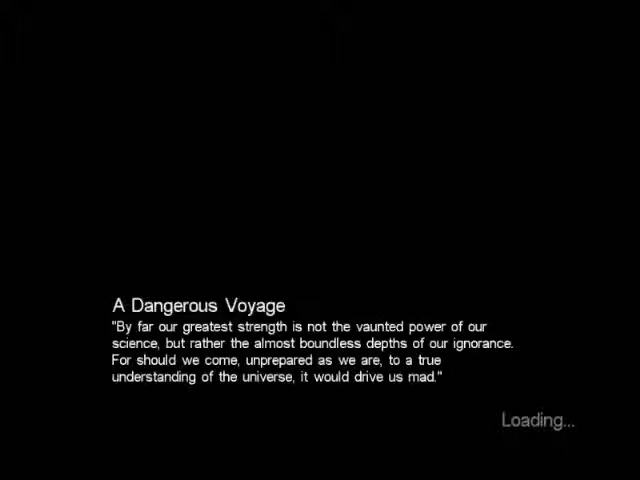 A Dangerous Voyage
"By far our greatest strength is not the vaunted power of our
science, but rather the almost boundless depths of our ignorance.
For should we come, unprepared as we are, to a true
understanding of the universe, it would drive us mad."
Loading...